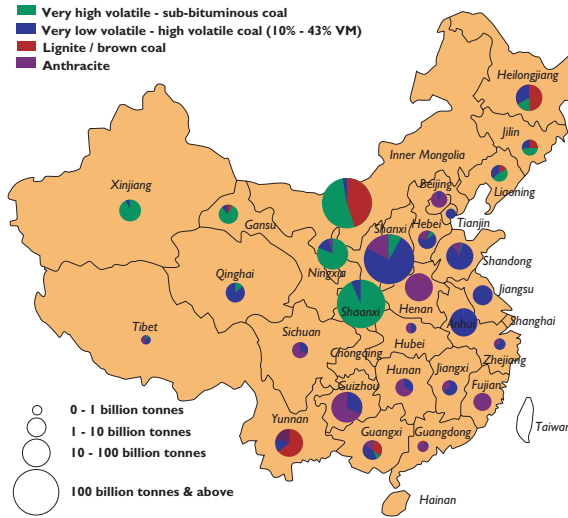 Very high volatile - sub-bituminous coal
Very low volatile - high volatile coal (10% - 43% VM)
Lignite / brown coal
Anthracite
Heilongjiang
Jilin
Inner Mongolia
Liaoning
Beijing
Xinjiang
Gansu
Tianjin
Shanxi
Hebei
Ningxia
Shandong
Qinghai
Jiangsu
Shaanxi
Henan
Anhui
Shanghai
Tibet
Sichuan
Hubei
Chongqing
Zhejiang
Hunan
Jiangxi
Guizhou
Fujian
0 - 1 billion tonnes
1 - 10 billion tonnes
Yunnan
Guangxi
Guangdong
Taiwan
10 - 100 billion tonnes
100 billion tonnes & above
Hainan